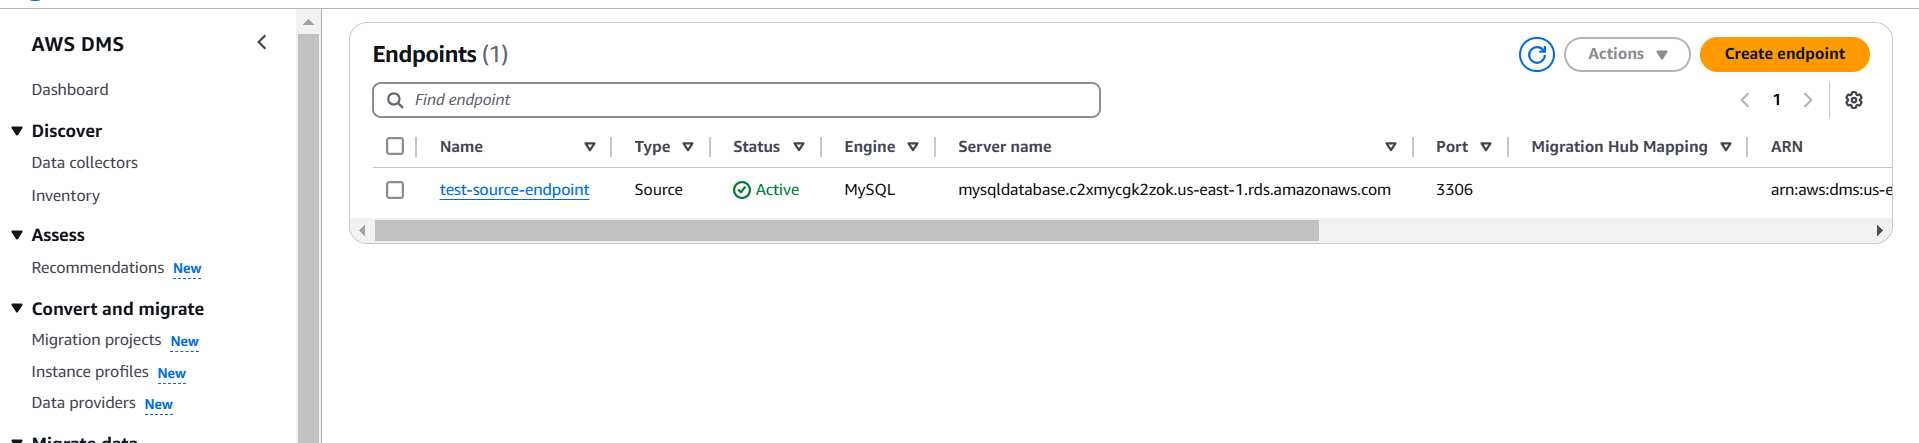 AWS DMS
Dashboard
Discover
Data collectors
Inventory
Assess
Recommendations New
Convert and migrate
Migration projects New
Instance profiles New
Data providers New
Migrate data
Endpoints (1)
Actions
Create endpoint
Find endpoint
1
Name Type Status Engine Server name Port Migration Hub Mapping ARN
test-source-endpoint Source Active MySQL mysqldatabase.c2xmycgk2zok.us-east-1.rds.amazonaws.com 3306 arn:aws:dms:us-e